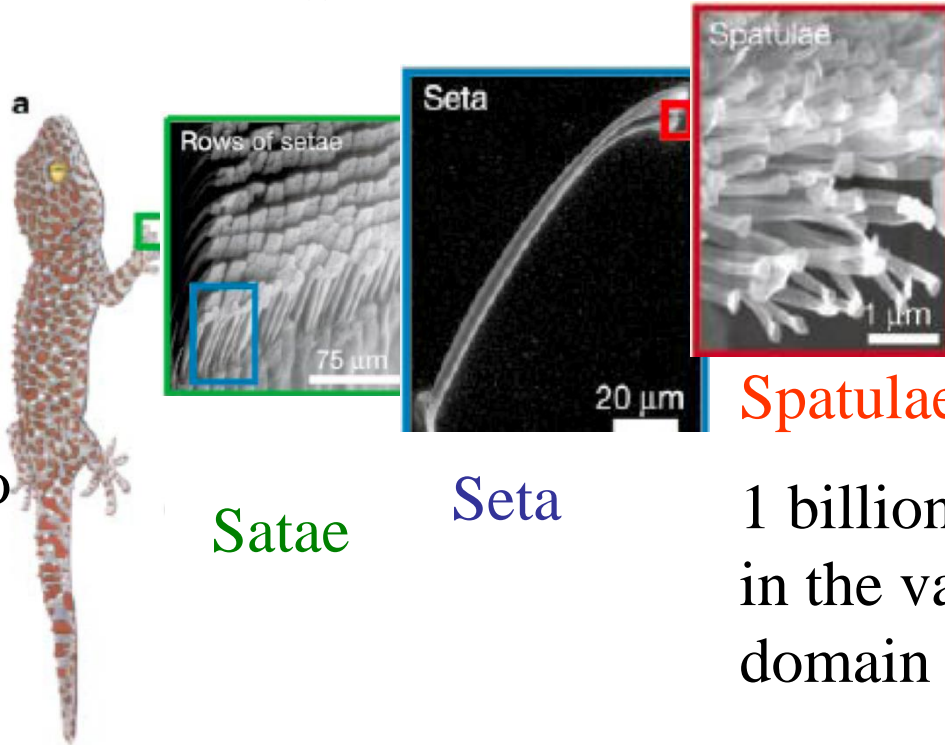 a
Rows of setae
75 µm
Seta
20 µm
Spatulae
1 µm
Satae
Seta
Spatulae
1 billion
in the va
domain